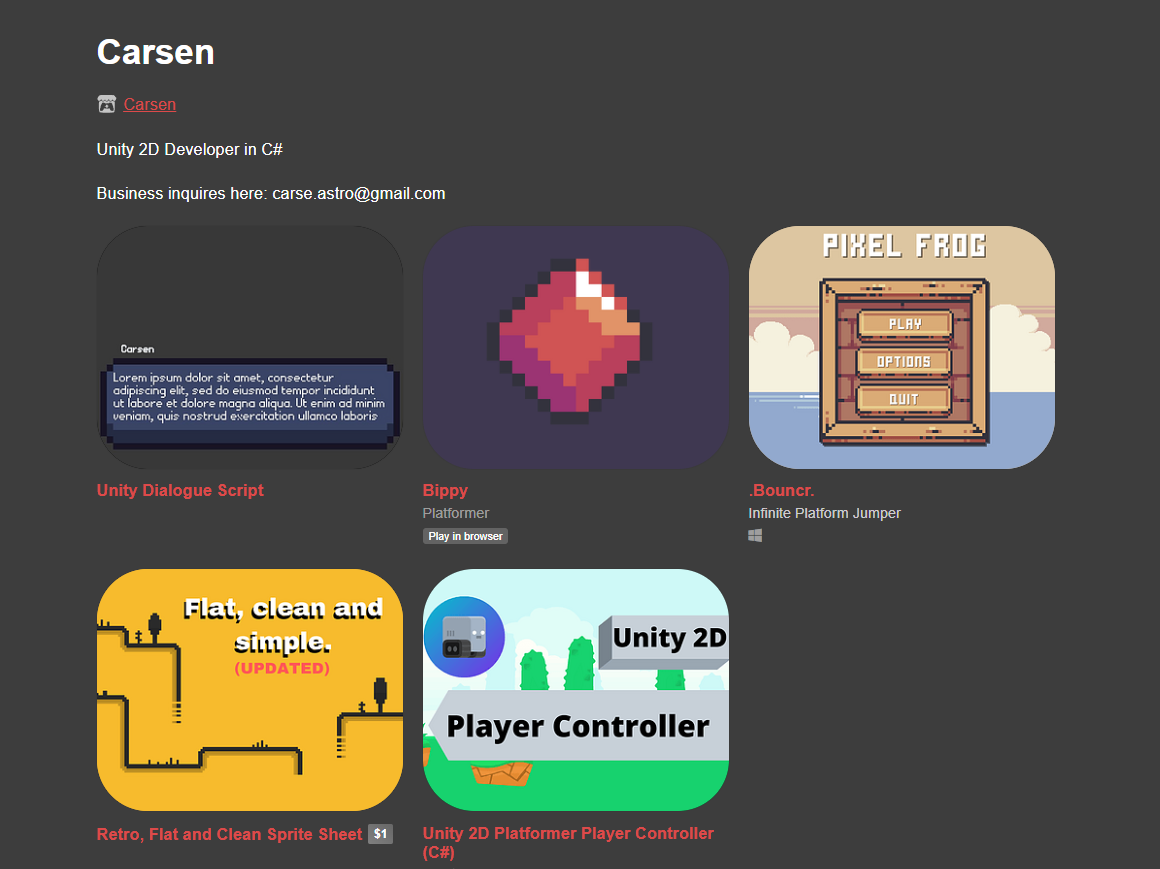 Carsen
Carsen
Unity 2D Developer in C#
Business inquires here: carse.astro@gmail.com
Carsen
Lorem ipsum dolor sit amet, consectetur
adipiscing elit, sed do eiusmod tempor incididunt
ut labore et dolore magna aliqua. Ut enim ad minim
veniam, quis nostrud exercitation ullamco laboris
PIXEL FROG
PLAY
OPTIONS
QUIT
Unity Dialogue Script
Bippy
Platformer
Play in browser
.Bouncr.
Infinite Platform Jumper
Flat, clean and
simple.
(UPDATED)
Unity 2D
Player Controller
Retro, Flat and Clean Sprite Sheet $1
Unity 2D Platformer Player Controller
(C#)